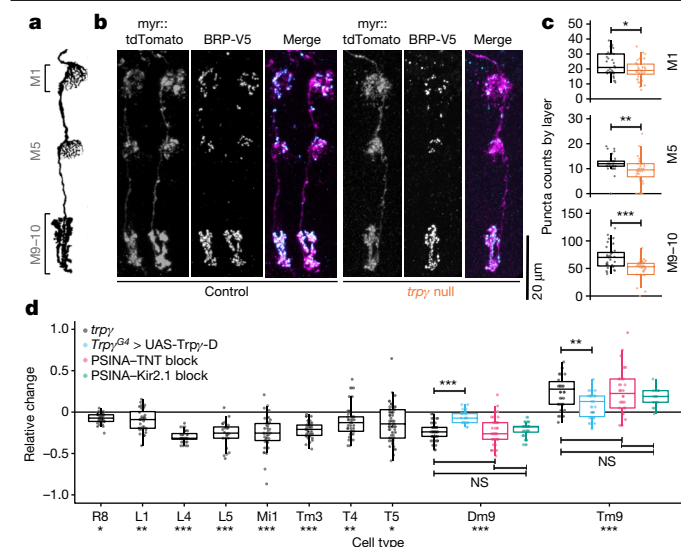 a
b
c
myr::
tdTomato BRP-V5 Merge
myr::
tdTomato BRP-V5 Merge
M1
M5
M9–10
Control
trpγ null
20 μm
Puncta counts by layer
50
40
30
20
10
0
*
M1
20
10
0
**
M5
150
100
50
0
***
M9–10
d
Relative change
1.0
0.5
0
−0.5
−1.0
trpγ
TrpγG4 > UAS-Trpγ-D
PSINA–TNT block
PSINA–Kir2.1 block
***
NS
**
NS
R8 L1 L4 L5 Mi1 Tm3 T4 T5 Dm9 Tm9
* ** *** *** *** *** ** * *** ***
Cell type